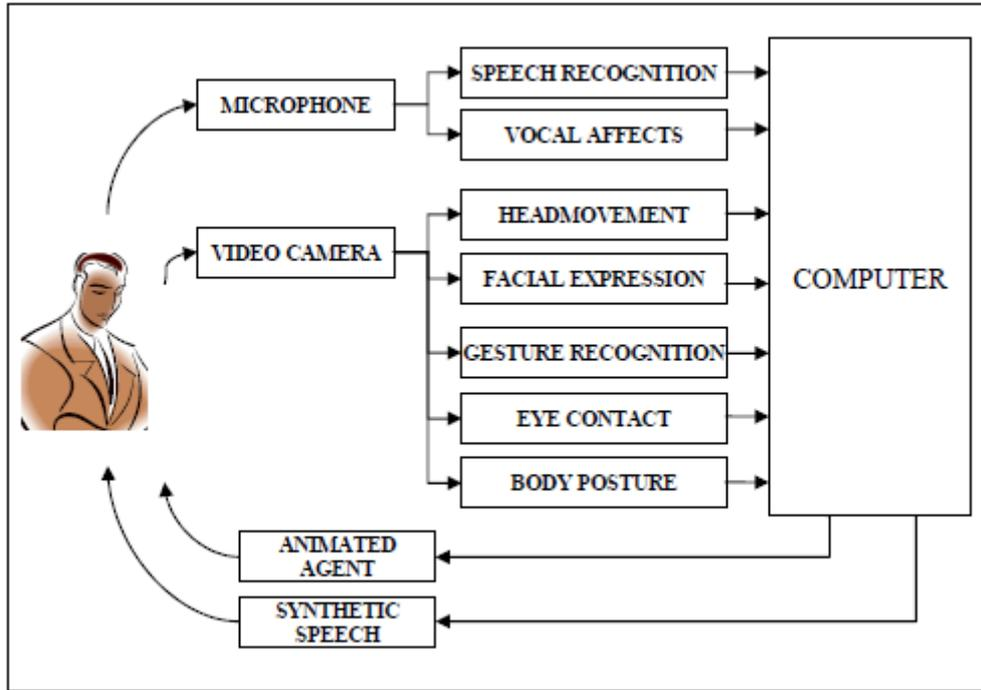 MICROPHONE
SPEECH RECOGNITION
VOCAL AFFECTS
VIDEO CAMERA
HEADMOVEMENT
FACIAL EXPRESSION
GESTURE RECOGNITION
EYE CONTACT
BODY POSTURE
COMPUTER
ANIMATED
AGENT
SYNTHETIC
SPEECH